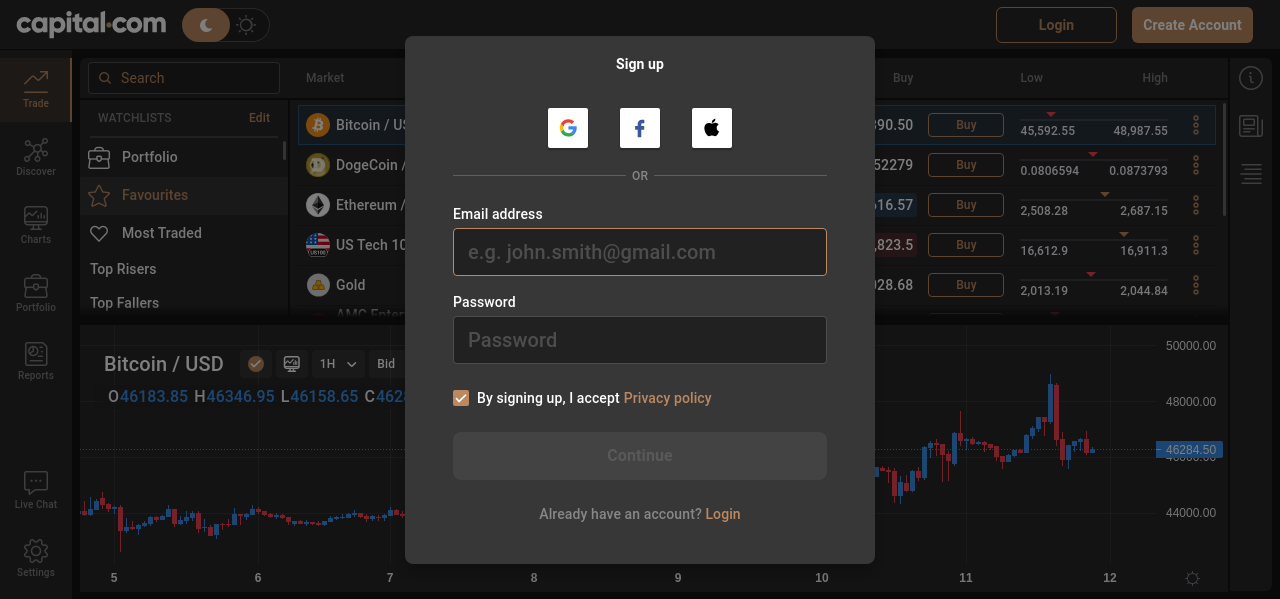 capital.com
Login
Create Account
Trade
Discover
Charts
Portfolio
Reports
Live Chat
Settings
Search
WATCHLISTS Edit
Portfolio
Favourites
Most Traded
Top Risers
Top Fallers
Market Buy Low High
Bitcoin / US 390.50 Buy 45,592.55 48,987.55
DogeCoin / 52279 Buy 0.0806594 0.0873793
Ethereum / 616.57 Buy 2,508.28 2,687.15
US Tech 10 ,823.5 Buy 16,612.9 16,911.3
Gold 028.68 Buy 2,013.19 2,044.84
AMC Enter
Sign up
OR
Email address
e.g. john.smith@gmail.com
Password
Password
By signing up, I accept Privacy policy
Continue
Already have an account? Login
Bitcoin / USD 1H Bid
O46183.85 H46346.95 L46158.65 C462
50000.00
48000.00
46284.50
44000.00
5 6 7 8 9 10 11 12